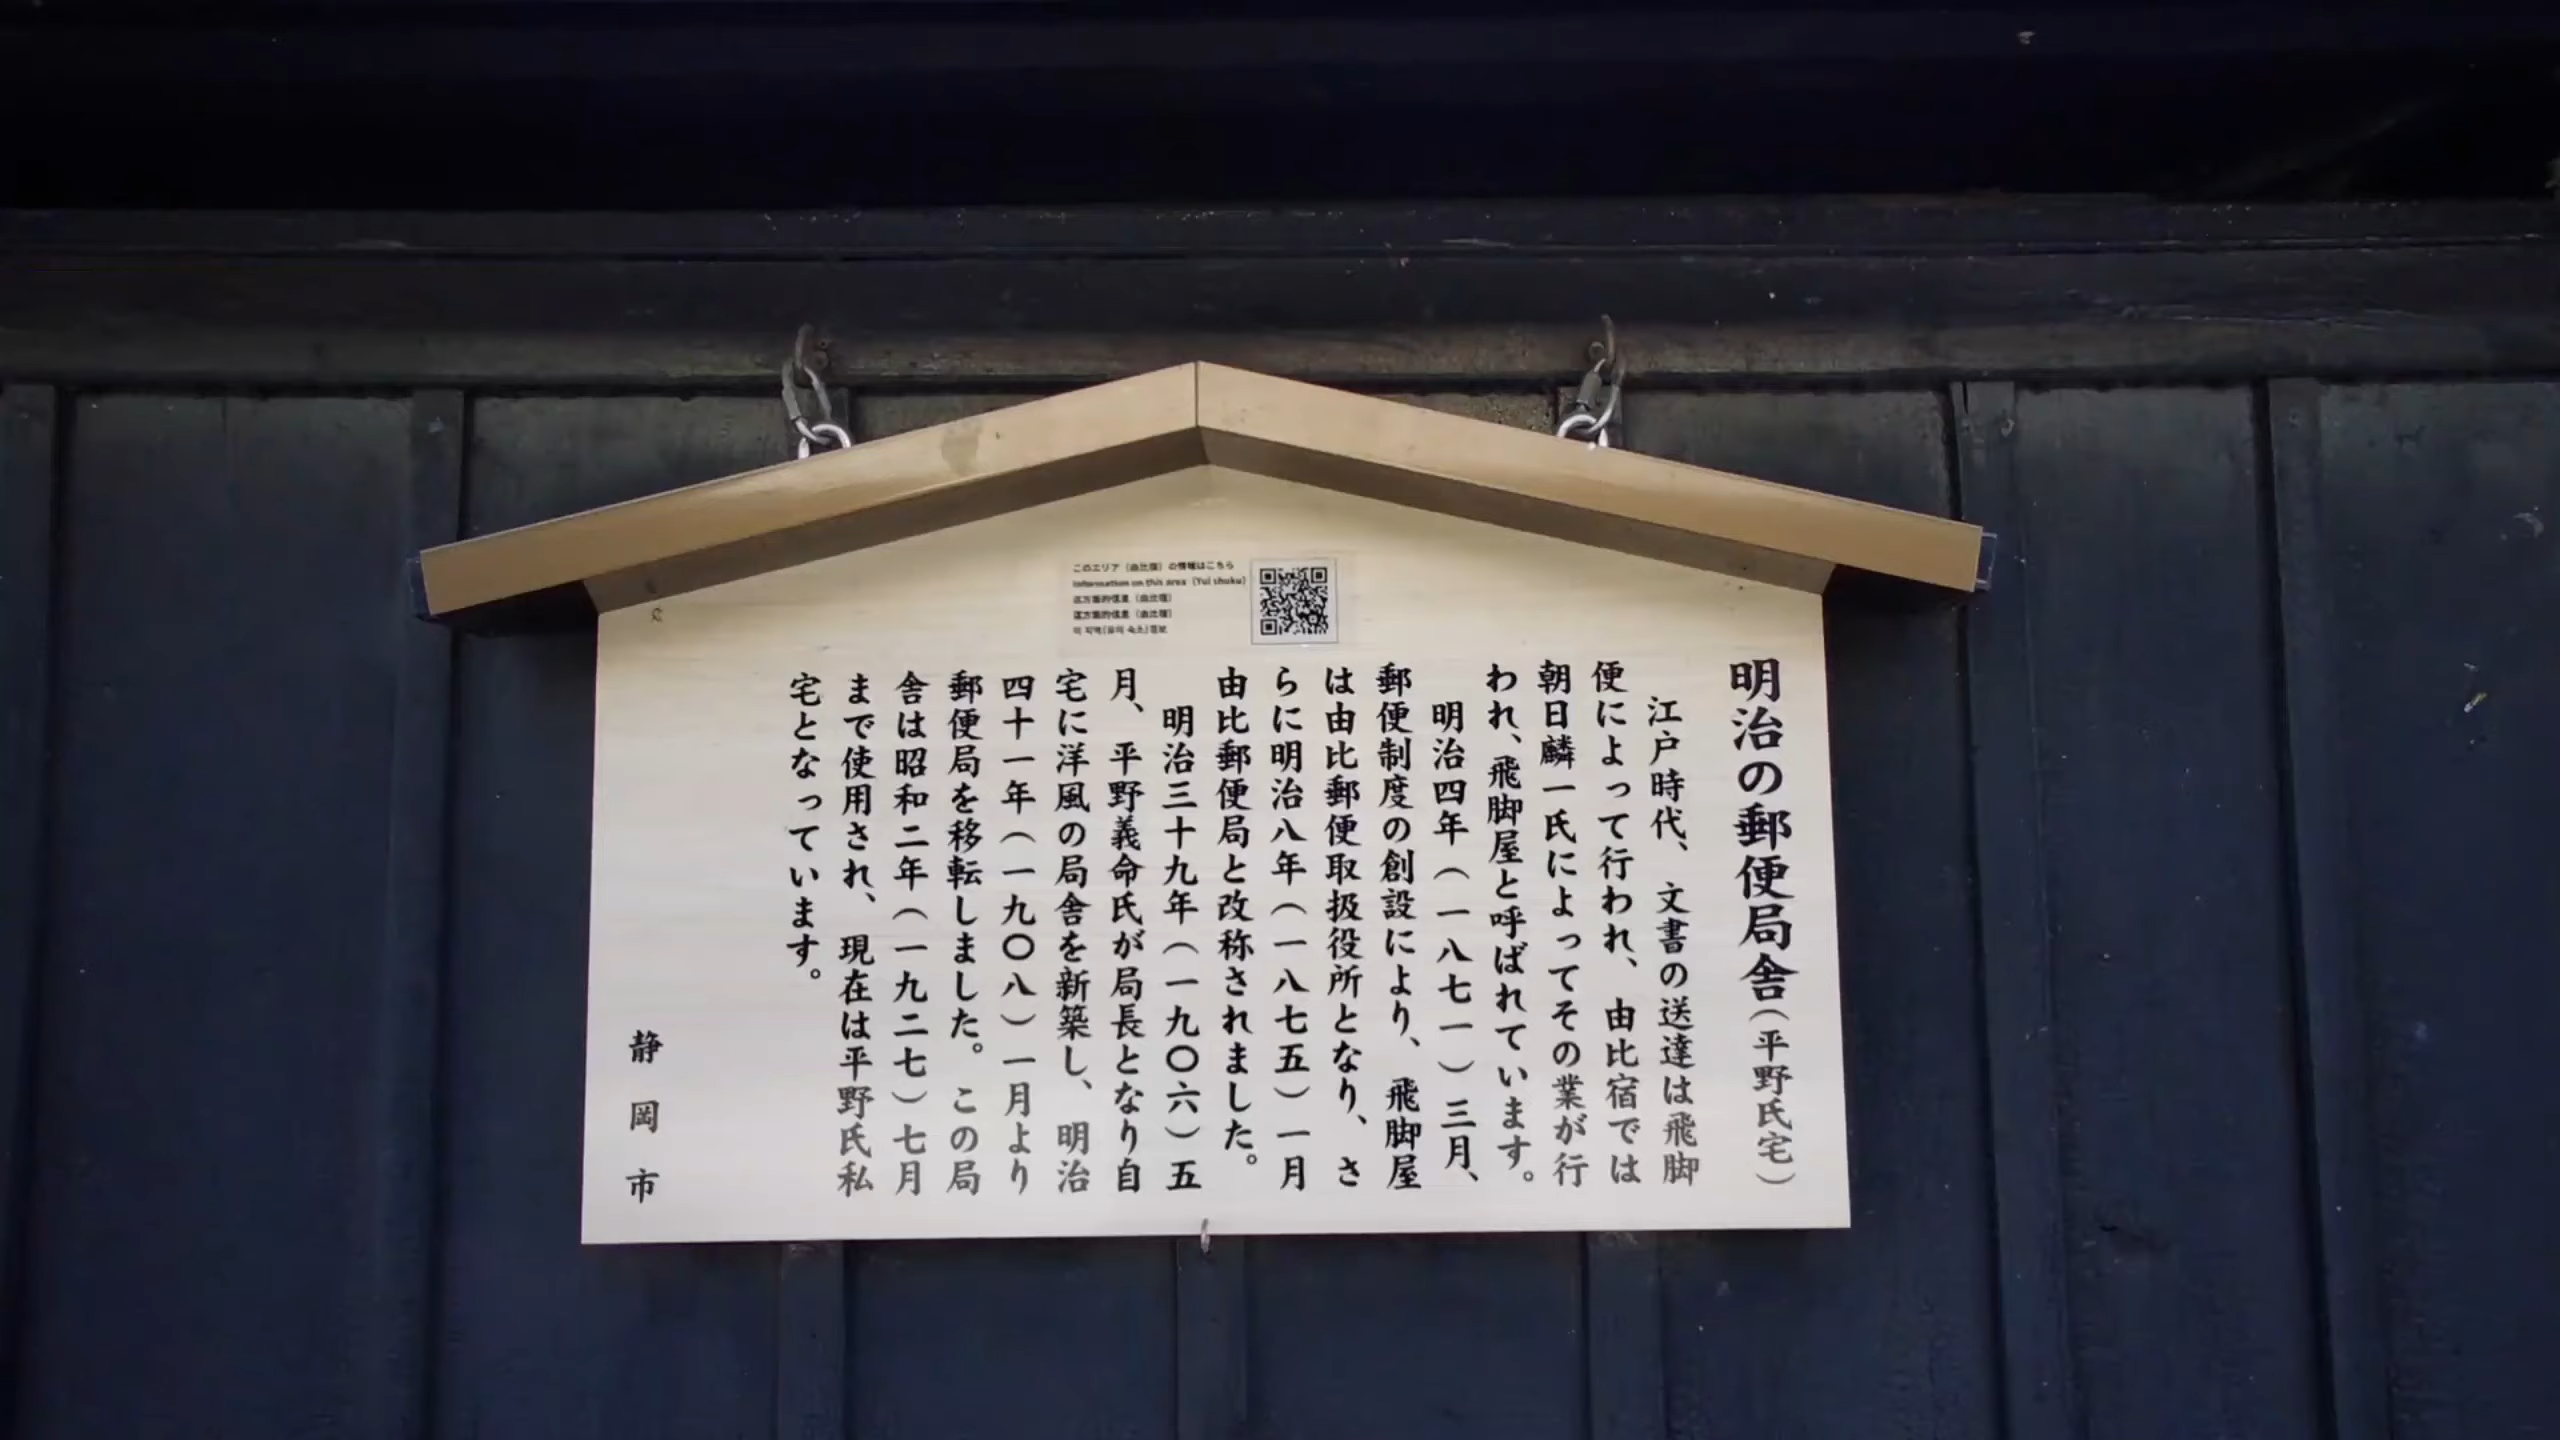 このエリア（由比宿）の情報はこちら
Information on this area（Yui shuku）
明治の郵便局舎（平野氏宅）
江戸時代、文書の送達は飛脚
便によって行われ、由比宿では
朝日麟一氏によってその業が行
われ、飛脚屋と呼ばれています。
明治四年（一八七一）三月、
郵便制度の創設により、飛脚屋
は由比郵便取扱役所となり、さ
らに明治八年（一八七五）一月
由比郵便局と改称されました。
明治三十九年（一九〇六）五
月、平野義命氏が局長となり自
宅に洋風の局舎を新築し、明治
四十一年（一九〇八）一月より
郵便局を移転しました。この局
舎は昭和二年（一九二七）七月
まで使用され、現在は平野氏私
宅となっています。
静岡市